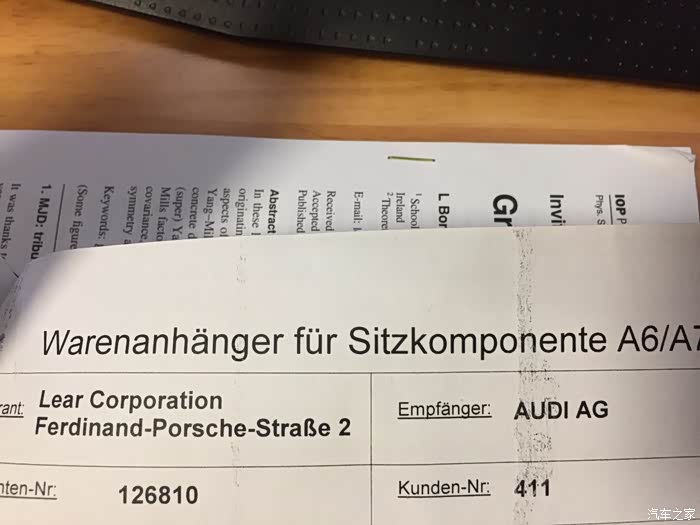 Warenanhänger für Sitzkomponente A6/A7
rant: Lear Corporation
Ferdinand-Porsche-Straße 2
Empfänger: AUDI AG
nten-Nr: 126810
Kunden-Nr: 411
IOP P
Phys. S
Invi
Gr
L Bor
¹ School
Ireland
² Theore
E-mail:
Received
Accepted
Published
Abstract
In these l
originatin
aspects of
Yang–Mil
concrete d
(super) Ya
Mills facto
covariance,
symmetry a
Keywords:
(Some figure
1. MJD: tribu
It was thanks t
汽车之家